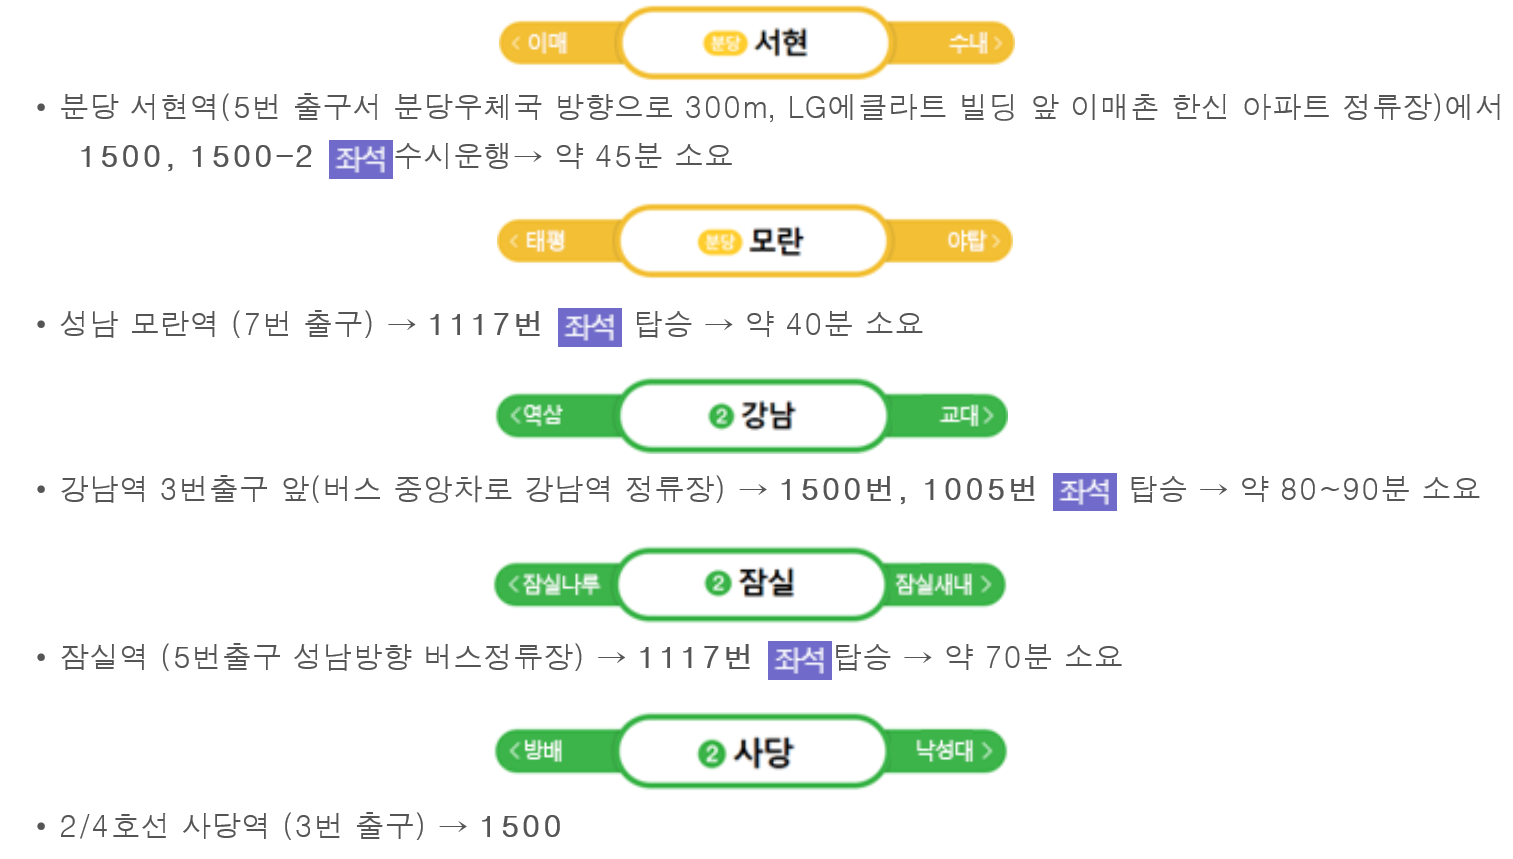 < 이매 분당 서현 수내 >
• 분당 서현역(5번 출구서 분당우체국 방향으로 300m, LG에클라트 빌딩 앞 이매촌 한신 아파트 정류장)에서
1500, 1500-2 좌석 수시운행→ 약 45분 소요
< 태평 분당 모란 야탑 >
• 성남 모란역 (7번 출구) → 1117번 좌석 탑승 → 약 40분 소요
< 역삼 2 강남 교대 >
• 강남역 3번출구 앞(버스 중앙차로 강남역 정류장) → 1500번, 1005번 좌석 탑승 → 약 80~90분 소요
< 잠실나루 2 잠실 잠실새내 >
• 잠실역 (5번출구 성남방향 버스정류장) → 1117번 좌석 탑승 → 약 70분 소요
< 방배 2 사당 낙성대 >
• 2/4호선 사당역 (3번 출구) → 1500